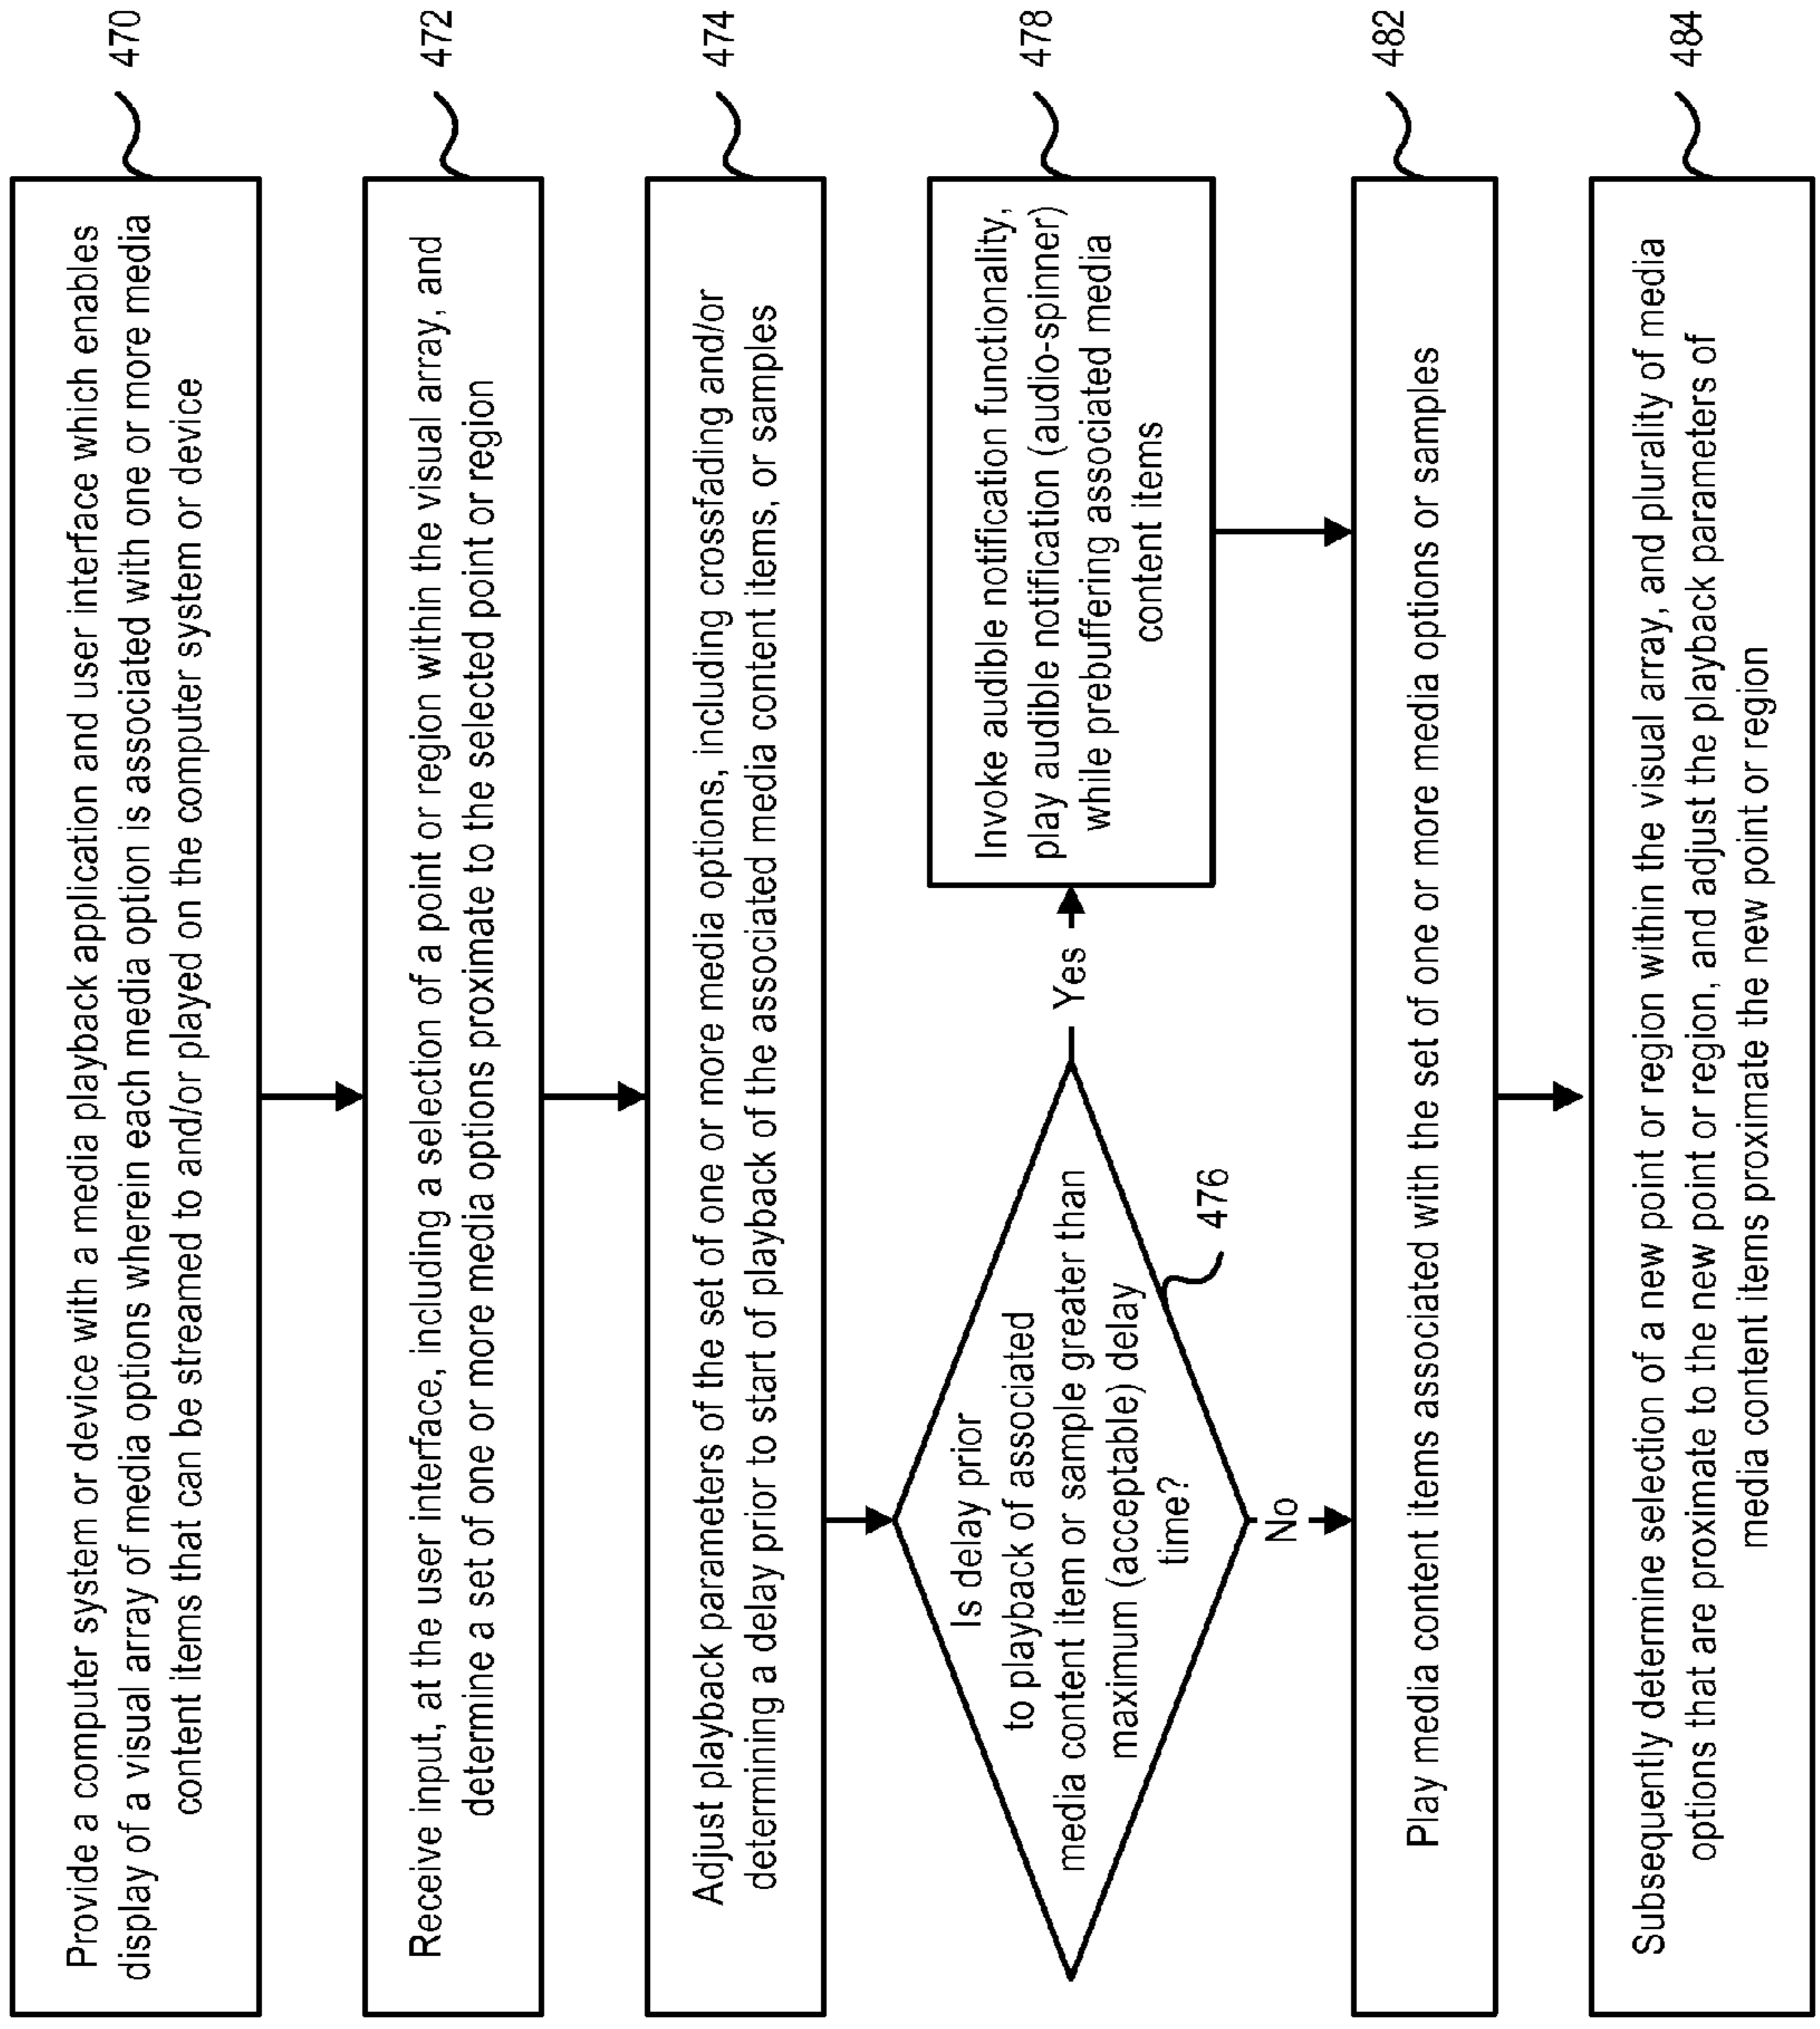 Provide a computer system or device with a media playback application and user interface which enables
display of a visual array of media options wherein each media option is associated with one or more media
content items that can be streamed to and/or played on the computer system or device
470
Receive input, at the user interface, including a selection of a point or region within the visual array, and
determine a set of one or more media options proximate to the selected point or region
472
Adjust playback parameters of the set of one or more media options, including crossfading and/or
determining a delay prior to start of playback of the associated media content items, or samples
474
Is delay prior
to playback of associated
media content item or sample greater than
maximum (acceptable) delay
time?
476
Yes
No
Invoke audible notification functionality,
play audible notification (audio-spinner)
while prebuffering associated media
content items
478
Play media content items associated with the set of one or more media options or samples
482
Subsequently determine selection of a new point or region within the visual array, and plurality of media
options that are proximate to the new point or region, and adjust the playback parameters of
media content items proximate the new point or region
484